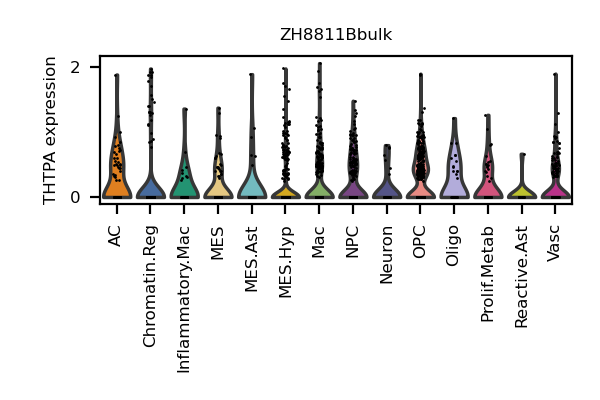 ZH8811Bbulk
THTPA expression
2
0
AC
Chromatin.Reg
Inflammatory.Mac
MES
MES.Ast
MES.Hyp
Mac
NPC
Neuron
OPC
Oligo
Prolif.Metab
Reactive.Ast
Vasc